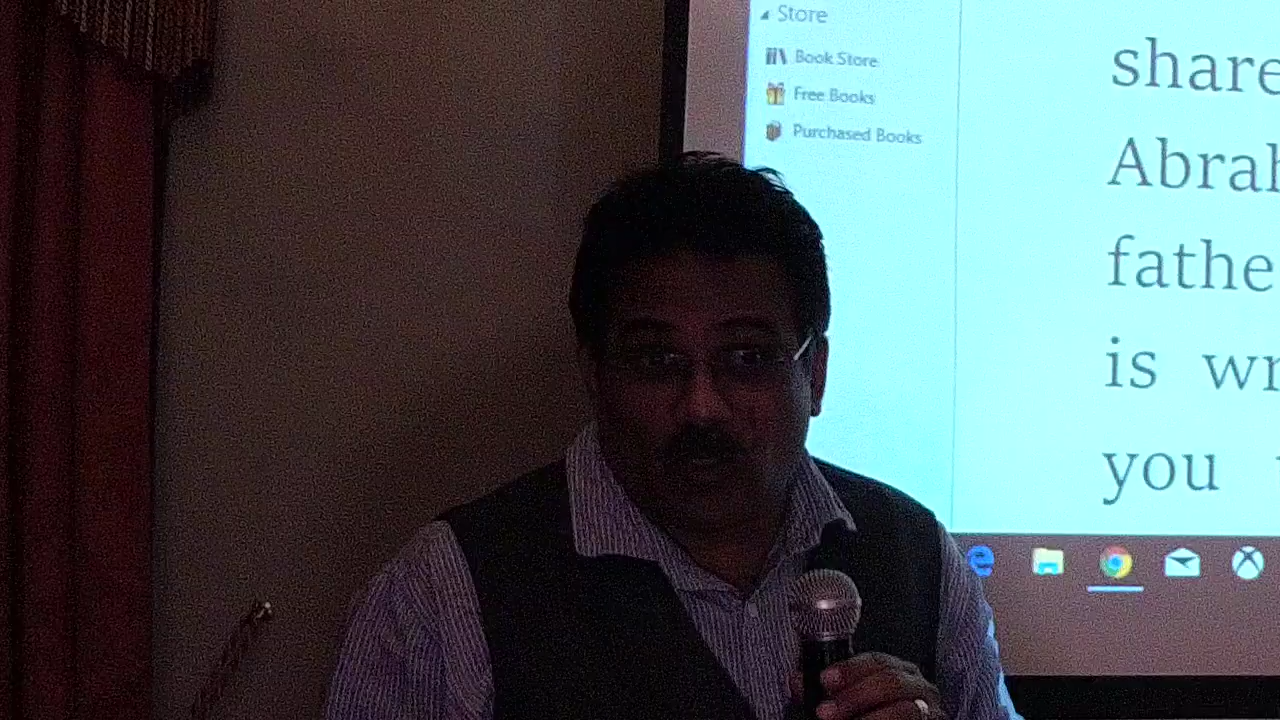 Store
Book Store
Free Books
Purchased Books
share
Abrah
fathe
is wr
you